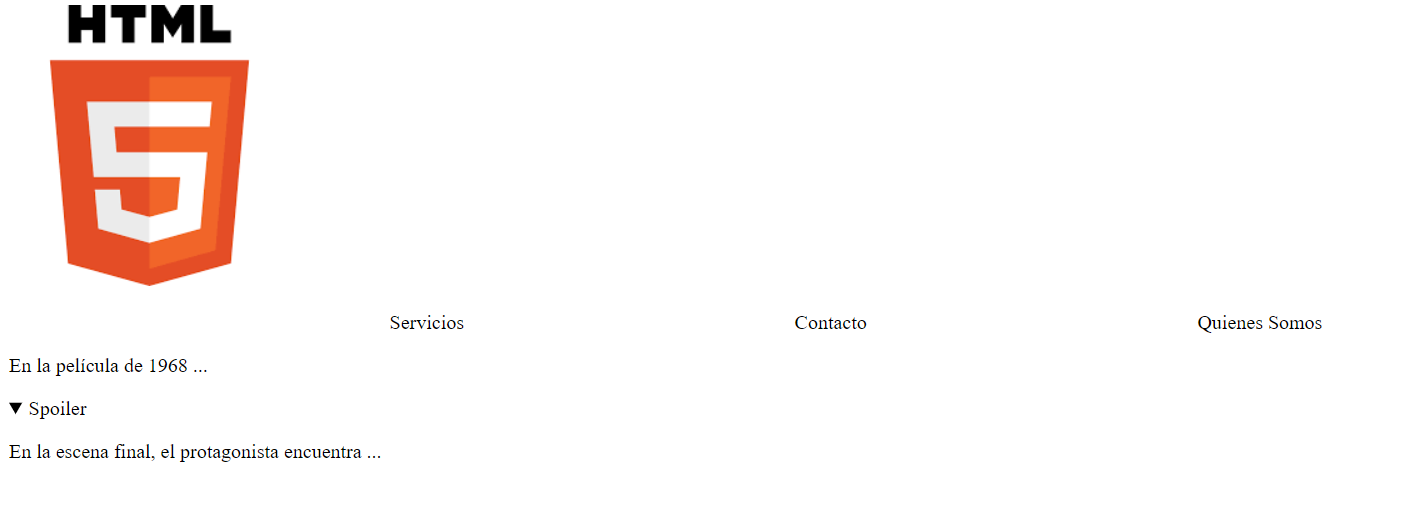 HTML
5
Servicios Contacto Quienes Somos
En la película de 1968 ...
Spoiler
En la escena final, el protagonista encuentra ...